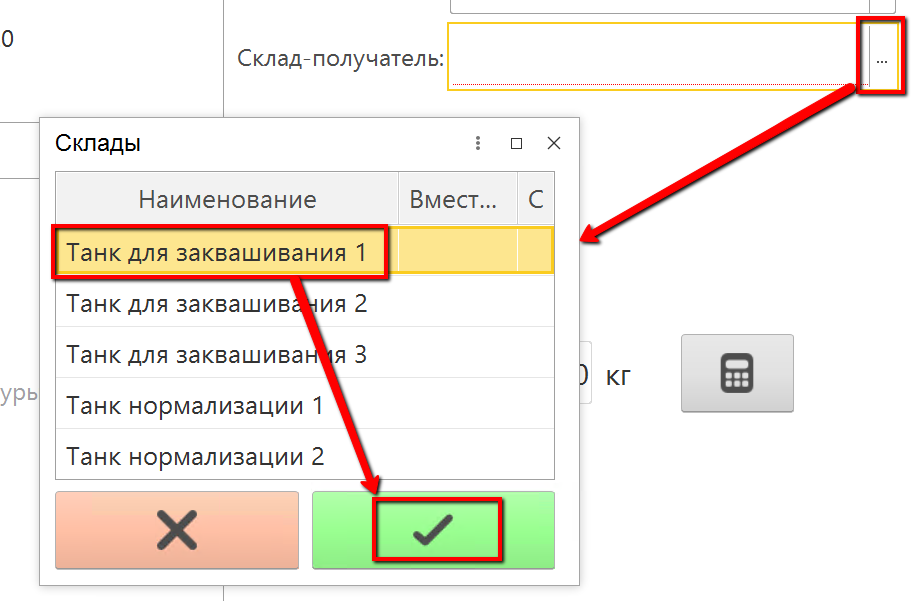 0
Склад-получатель:
...
Склады
Наименование
Вмест...
С
Танк для заквашивания 1
Танк для заквашивания 2
Танк для заквашивания 3
Танк нормализации 1
Танк нормализации 2
0 кг
уры